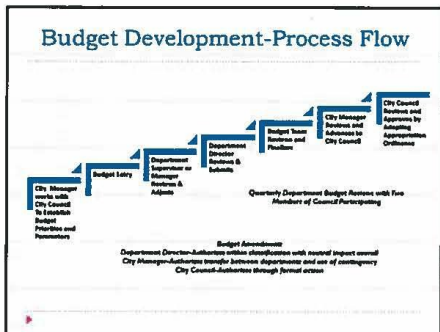 Budget Development-Process Flow
City Manager
works with
City Council
To Establish
Budget
Priorities and
Parameters
Budget Entry
Department
Supervisor or
Manager
Reviews &
Adjusts
Department
Director
Reviews &
Submits
Budget Team
Reviews and
Finalizes
City Manager
Reviews and
Advances to
City Council
City Council
Reviews and
Approves by
Adopting
Appropriation
Ordinance
Quarterly Department Budget Reviews with Two
Members of Council Participating
Budget Amendments
Department Director-Authorizes within classification with neutral impact overall
City Manager-Authorizes transfer between departments and use of contingency
City Council-Authorizes through formal action